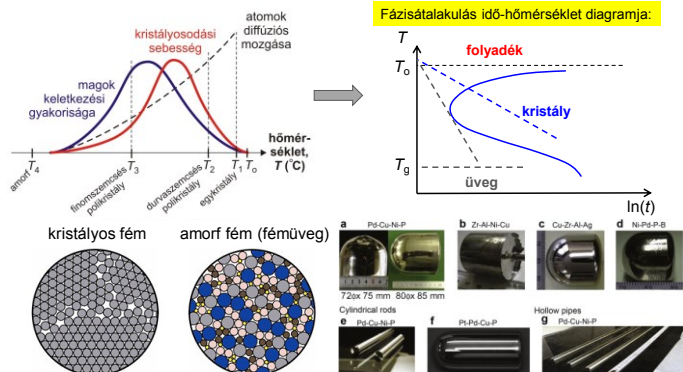 Fázisátalakulás idő-hőmérséklet diagramja:
atomok
diffúziós
mozgása
kristályosodási
sebesség
magok
keletkezési
gyakorisága
hőmér-
séklet,
T (°C)
amorf T4
finomszemcsés T3
polikristály
durvaszemcsés T2
polikristály
egykristály T1
To
T
To
folyadék
kristály
Tg
üveg
ln(t)
kristályos fém
amorf fém (fémüveg)
a Pd-Cu-Ni-P
72φx 75 mm 80φx 85 mm
b Zr-Al-Ni-Cu
c Cu-Zr-Al-Ag
d Ni-Pd-P-B
Cylindrical rods
e Pd-Cu-Ni-P
f Pt-Pd-Cu-P
Hollow pipes
g Pd-Cu-Ni-P